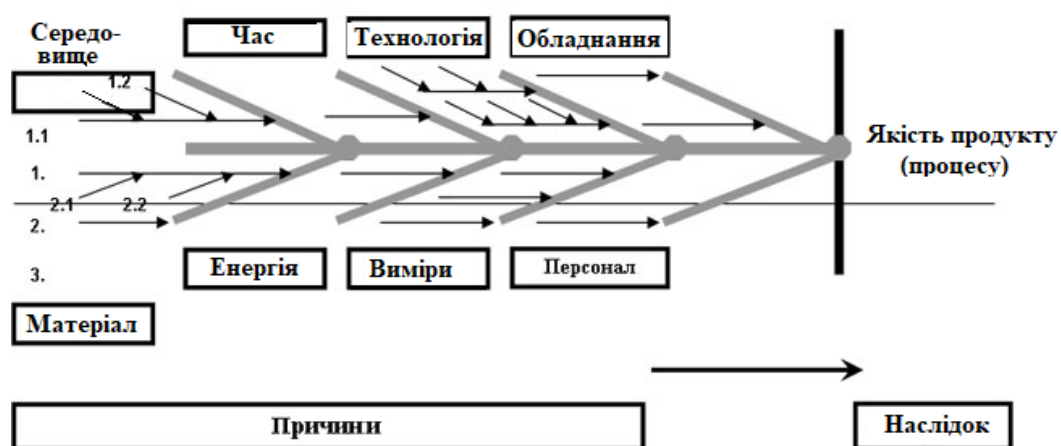 Середо-
вище
Час
Технологія
Обладнання
1.2
1.1
Якість продукту
(процесу)
1.
2.1
2.2
2.
3.
Енергія
Виміри
Персонал
Матеріал
Причини
Наслідок